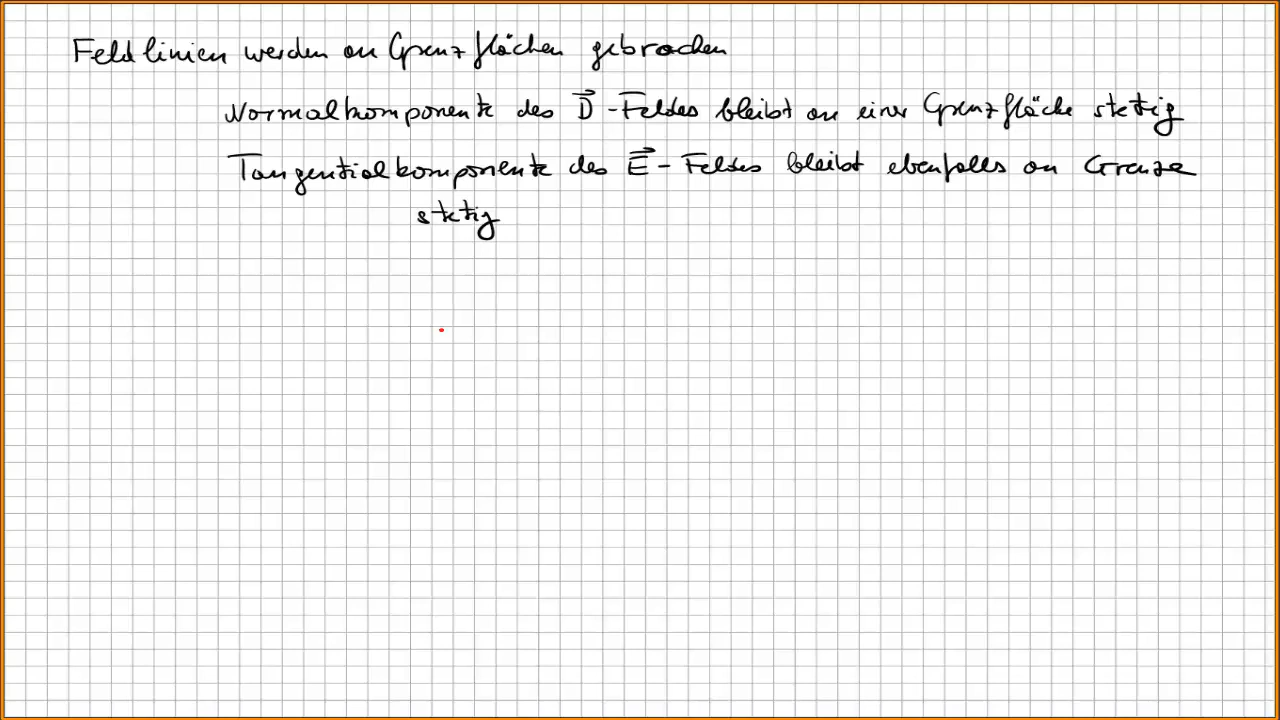 Feldlinien werden an Grenzflächen gebrochen
Normalkomponente des D⃗-Feldes bleibt an einer Grenzfläche stetig
Tangentialkomponente des E⃗-Feldes bleibt ebenfalls an Grenze
stetig